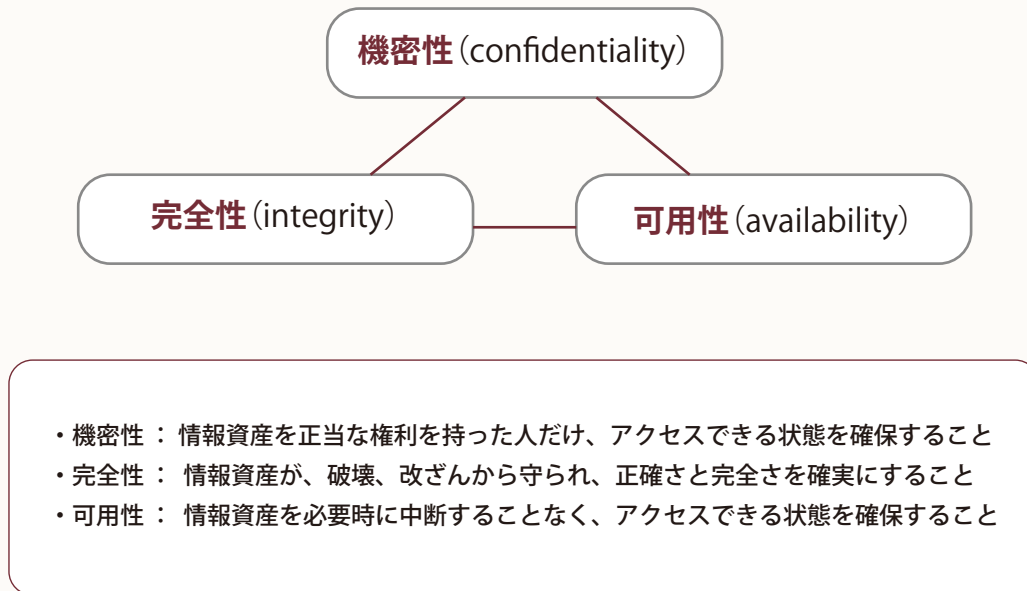 機密性（confidentiality）
完全性（integrity）
可用性（availability）
・機密性 ： 情報資産を正当な権利を持った人だけ、アクセスできる状態を確保すること
・完全性 ： 情報資産が、破壊、改ざんから守られ、正確さと完全さを確実にすること
・可用性 ： 情報資産を必要時に中断することなく、アクセスできる状態を確保すること